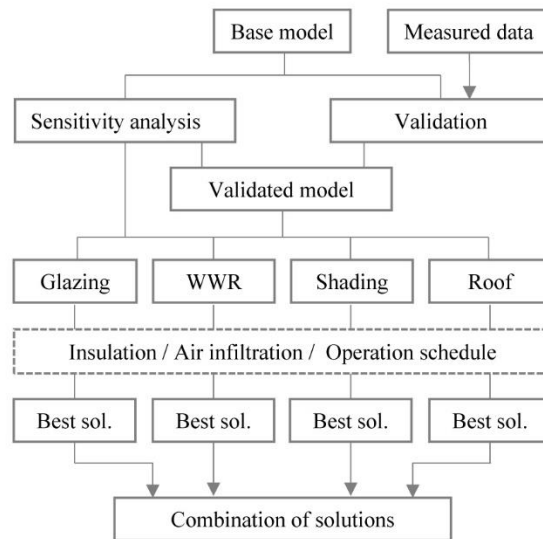 Base model
Measured data
Sensitivity analysis
Validation
Validated model
Glazing
WWR
Shading
Roof
Insulation / Air infiltration / Operation schedule
Best sol.
Best sol.
Best sol.
Best sol.
Combination of solutions